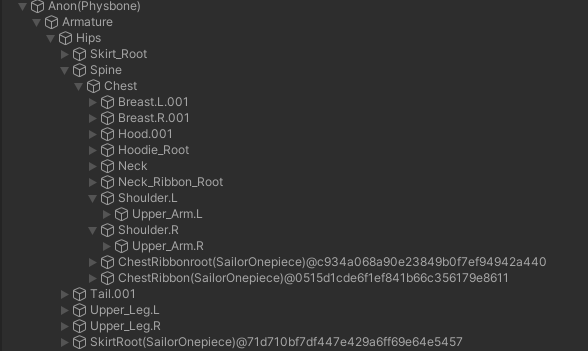 Anon(Physbone)
Armature
Hips
Skirt_Root
Spine
Chest
Breast.L.001
Breast.R.001
Hood.001
Hoodie_Root
Neck
Neck_Ribbon_Root
Shoulder.L
Upper_Arm.L
Shoulder.R
Upper_Arm.R
ChestRibbonroot(SailorOnepiece)@c934a068a90e23849b0f7ef94942a440
ChestRibbon(SailorOnepiece)@0515d1cde6f1ef841b66c356179e8611
Tail.001
Upper_Leg.L
Upper_Leg.R
SkirtRoot(SailorOnepiece)@71d710bf7df447e429a6ff69e64e5457